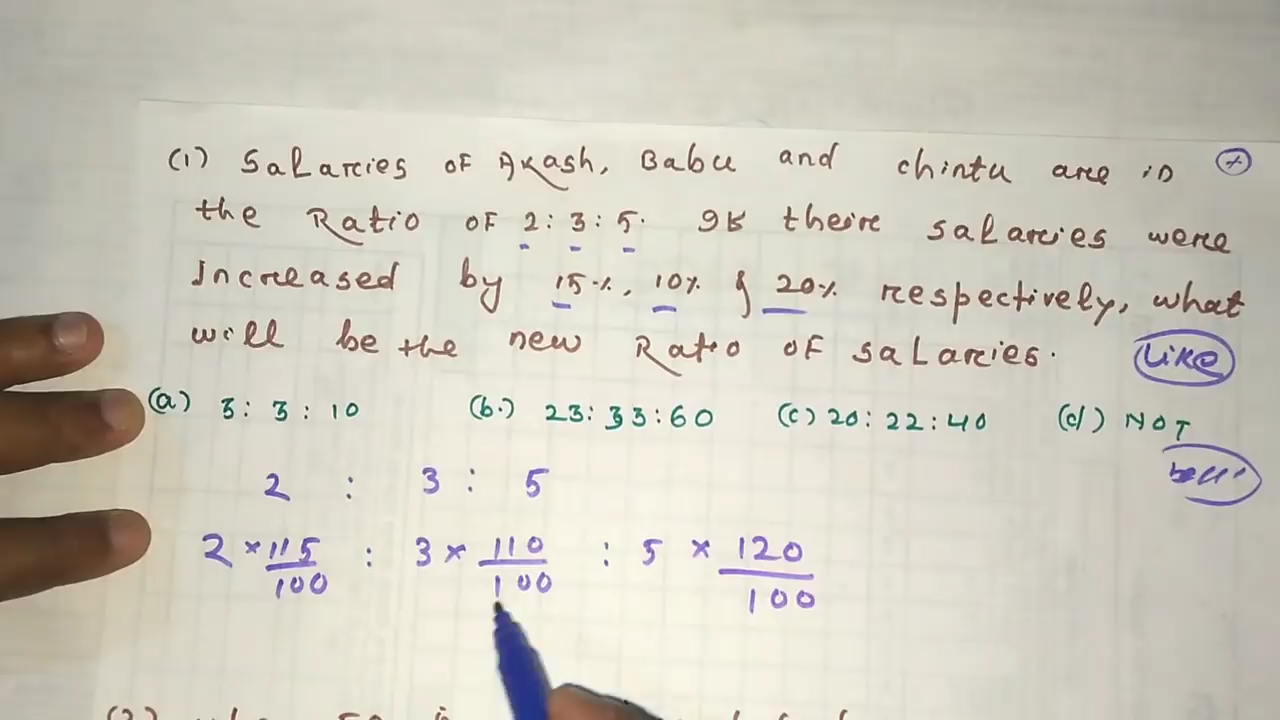 (1) Salaries of Akash, Babu and chintu are in
the Ratio of 2:3:5. If their salaries were
Increased by 15%, 10% & 20% respectively, what
will be the new Ratio of salaries. Like
(a) 3:3:10 (b.) 23:33:60 (c) 20:22:40 (d) NOT
2 : 3 : 5
2 × 115/100 : 3 × 110/100 : 5 × 120/100